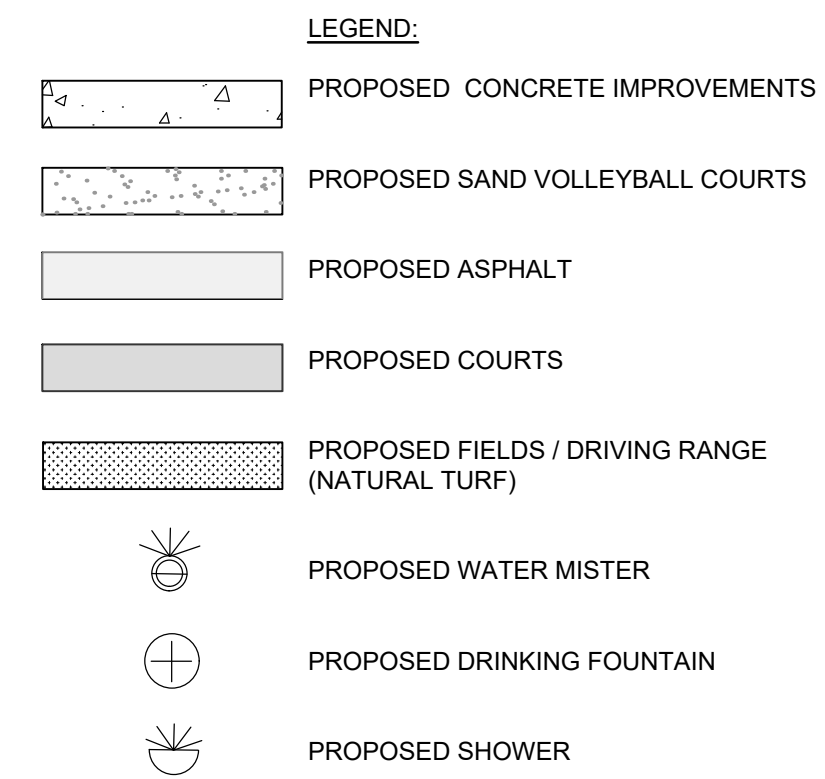 LEGEND:
PROPOSED CONCRETE IMPROVEMENTS
PROPOSED SAND VOLLEYBALL COURTS
PROPOSED ASPHALT
PROPOSED COURTS
PROPOSED FIELDS / DRIVING RANGE
(NATURAL TURF)
PROPOSED WATER MISTER
PROPOSED DRINKING FOUNTAIN
PROPOSED SHOWER